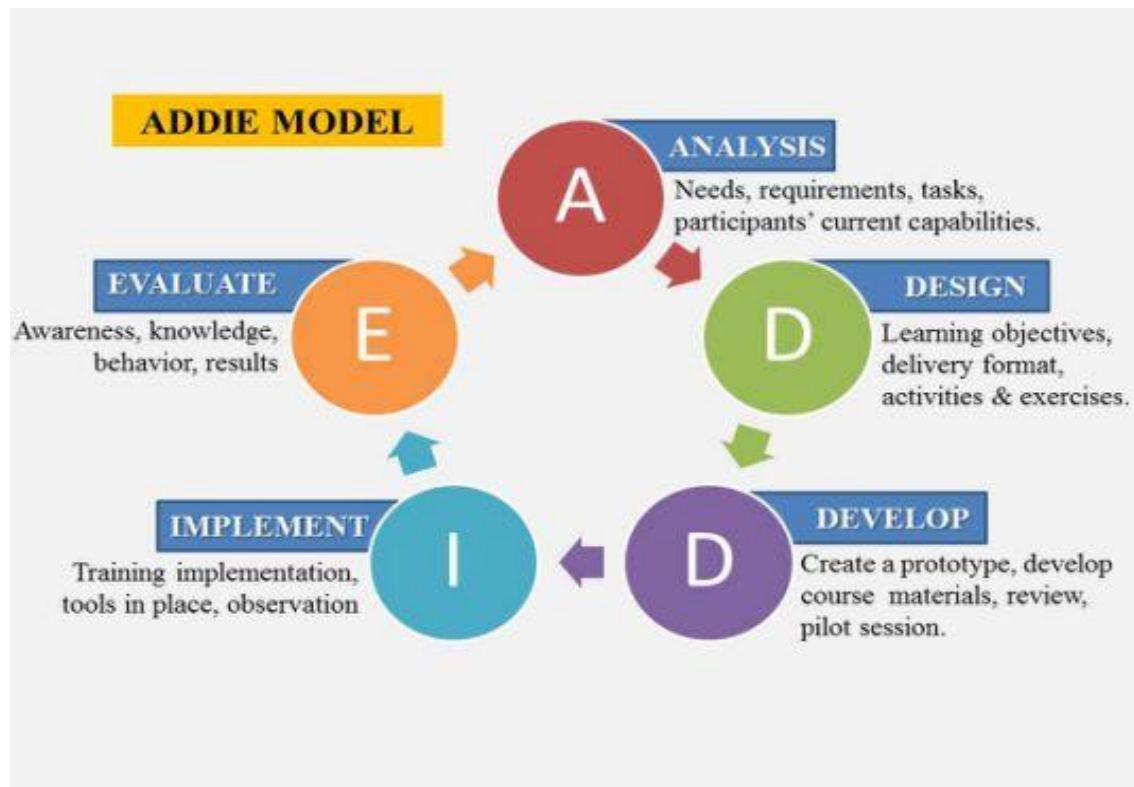 ADDIE MODEL
A
ANALYSIS
Needs, requirements, tasks,
participants’ current capabilities.
D
DESIGN
Learning objectives,
delivery format,
activities & exercises.
D
DEVELOP
Create a prototype, develop
course materials, review,
pilot session.
I
IMPLEMENT
Training implementation,
tools in place, observation
E
EVALUATE
Awareness, knowledge,
behavior, results